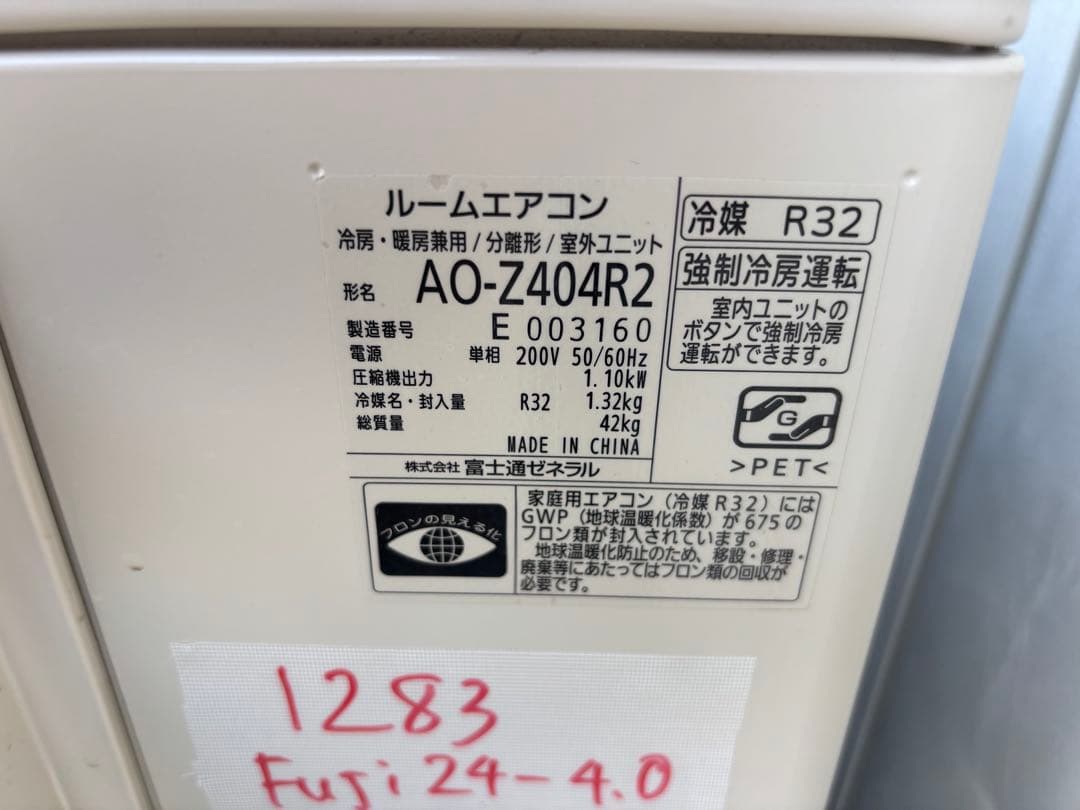 ルームエアコン
冷房・暖房兼用/分離形/室外ユニット
形名 AO-Z404R2
製造番号 E 003160
電源 単相 200V 50/60Hz
圧縮機出力 1.10kW
冷媒名・封入量 R32 1.32kg
総質量 42kg
MADE IN CHINA
株式会社 富士通ゼネラル
冷媒 R32
強制冷房運転
室内ユニットの
ボタンで強制冷房
運転ができます。
G
>PET<
フロンの見える化
家庭用エアコン（冷媒R32）には
GWP（地球温暖化係数）が675の
フロン類が封入されています。
地球温暖化防止のため、移設・修理・
廃棄等にあたってはフロン類の回収が
必要です。
1283
Fuji 24-4.0